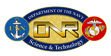 DEPARTMENT OF THE NAVY
ONR
Science & Technology